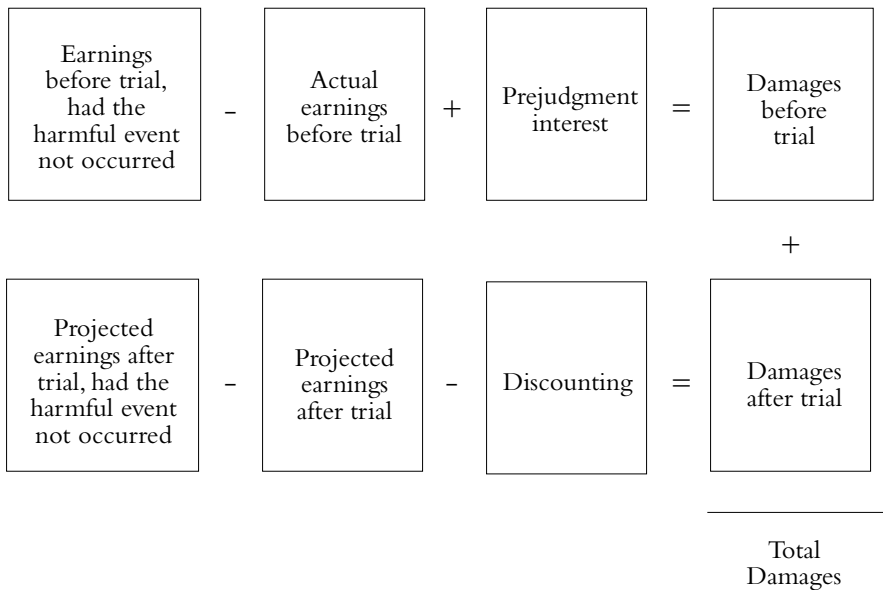 Earnings
before trial,
had the
harmful event
not occurred
-
Actual
earnings
before trial
+
Prejudgment
interest
=
Damages
before
trial
+
Projected
earnings after
trial, had the
harmful event
not occurred
-
Projected
earnings
after trial
-
Discounting
=
Damages
after trial
Total
Damages